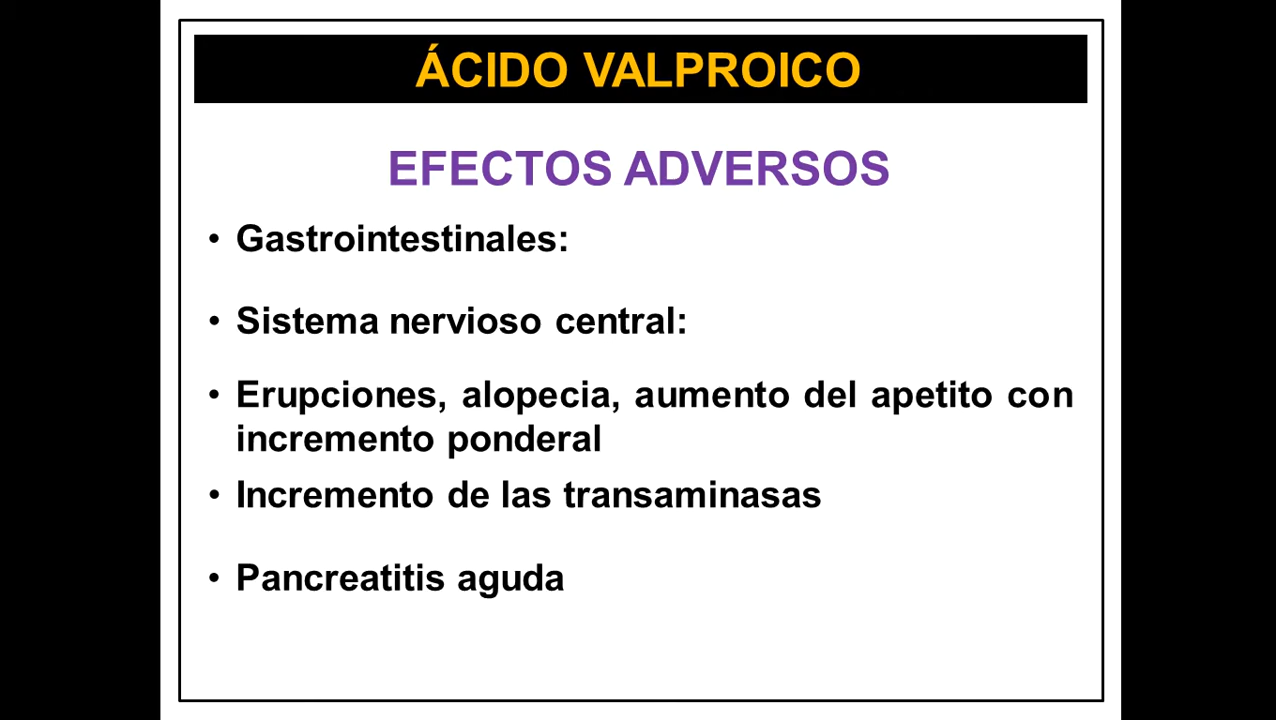 ÁCIDO VALPROICO
EFECTOS ADVERSOS
• Gastrointestinales:
• Sistema nervioso central:
• Erupciones, alopecia, aumento del apetito con
incremento ponderal
• Incremento de las transaminasas
• Pancreatitis aguda